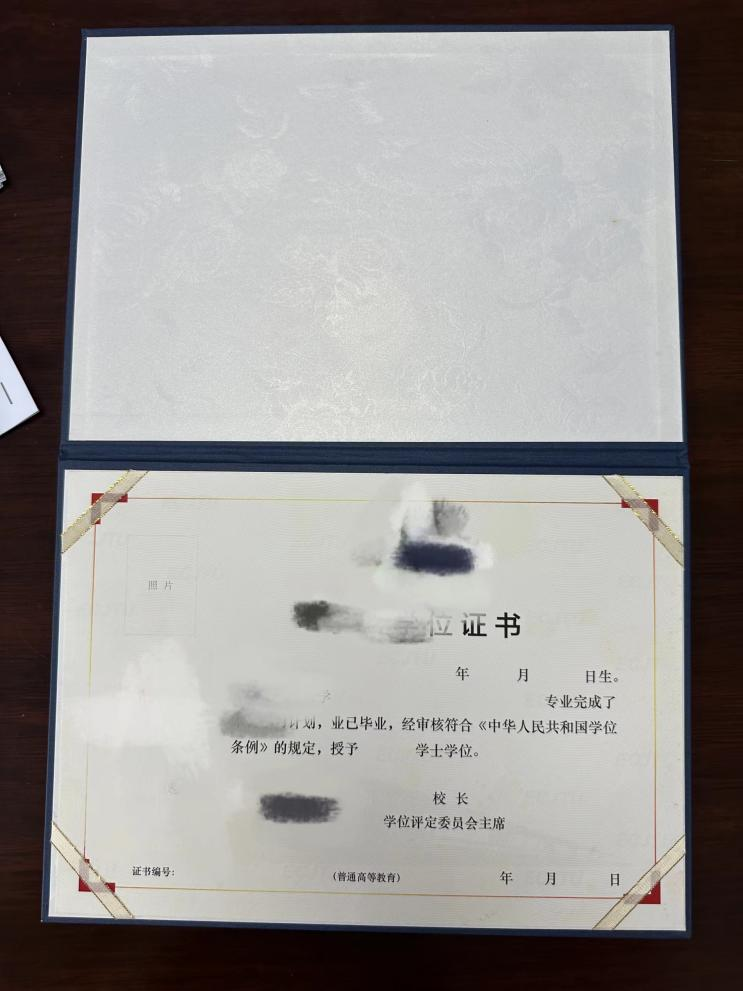 照片
学位证书
年 月 日生。
学
专业完成了
计划，业已毕业，经审核符合《中华人民共和国学位
条例》的规定，授予 学士学位。
校 长
学位评定委员会主席
证书编号：
（普通高等教育）
年 月 日